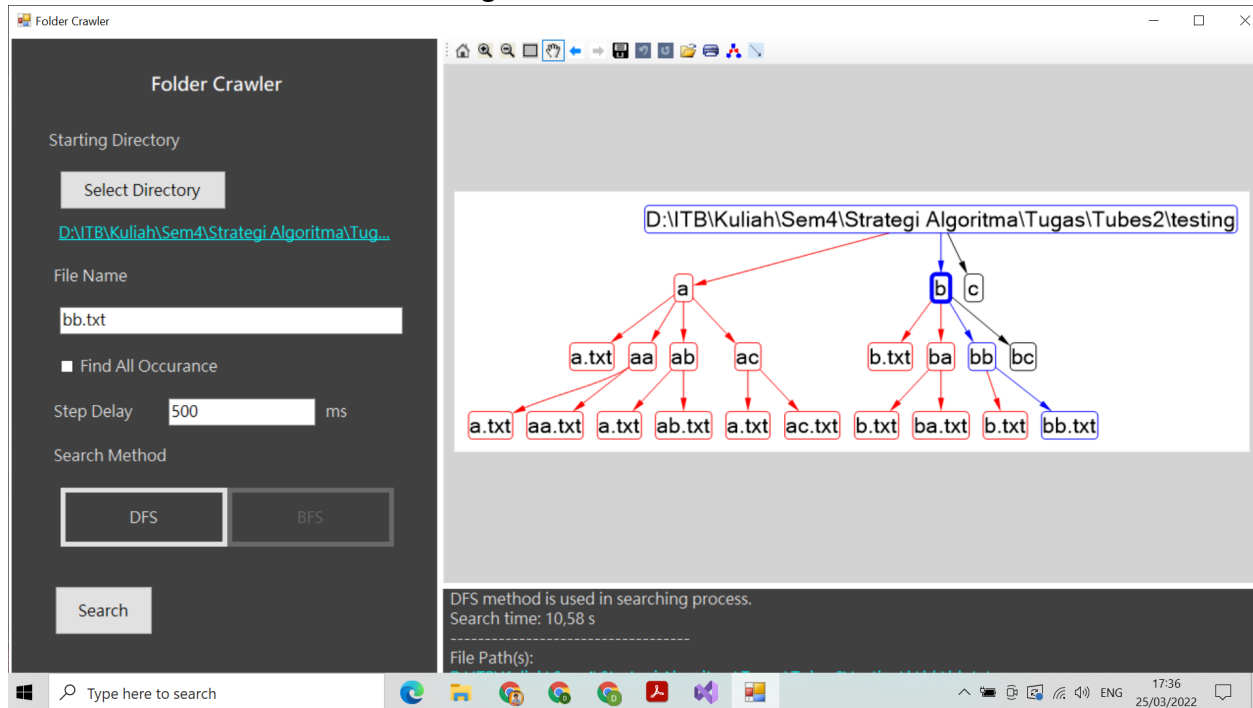 Folder Crawler
Folder Crawler
Starting Directory
Select Directory
D:\ITB\Kuliah\Sem4\Strategi Algoritma\Tug...
File Name
bb.txt
Find All Occurance
Step Delay 500 ms
Search Method
DFS BFS
Search
D:\ITB\Kuliah\Sem4\Strategi Algoritma\Tugas\Tubes2\testing
a b c
a.txt aa ab ac b.txt ba bb bc
a.txt aa.txt a.txt ab.txt a.txt ac.txt b.txt ba.txt b.txt bb.txt
DFS method is used in searching process.
Search time: 10,58 s
-----------------------------------
File Path(s):
Type here to search
ENG
17:36
25/03/2022